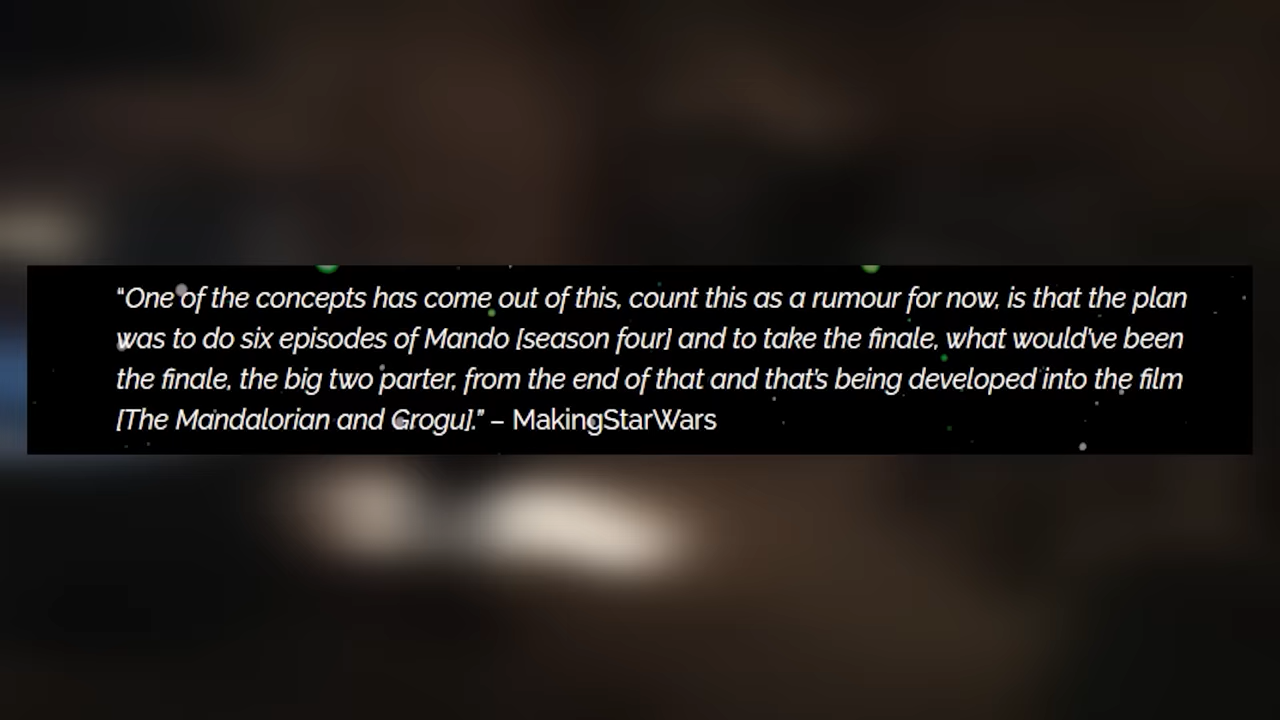 “One of the concepts has come out of this, count this as a rumour for now, is that the plan
was to do six episodes of Mando [season four] and to take the finale, what would’ve been
the finale, the big two parter, from the end of that and that’s being developed into the film
[The Mandalorian and Grogu].” – MakingStarWars